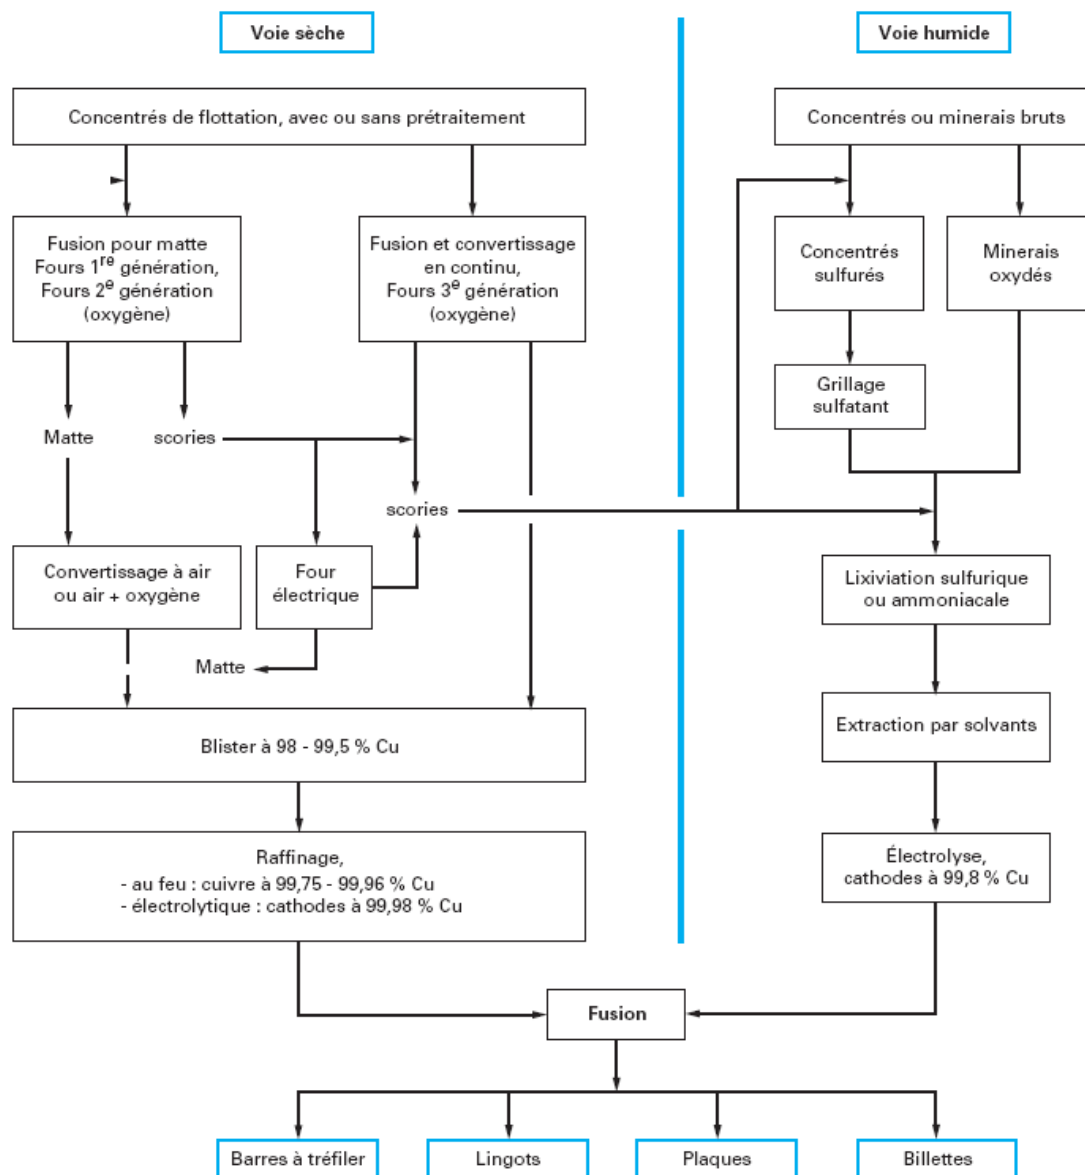 Voie sèche
Voie humide
Concentrés de flottation, avec ou sans prétraitement
Concentrés ou minerais bruts
Fusion pour matte
Fours 1re génération,
Fours 2e génération
(oxygène)
Fusion et convertissage
en continu,
Fours 3e génération
(oxygène)
Concentrés
sulfurés
Minerais
oxydés
Grillage
sulfatant
Matte
scories
scories
Convertissage à air
ou air + oxygène
Four
électrique
Lixiviation sulfurique
ou ammoniacale
Matte
Blister à 98 - 99,5 % Cu
Extraction par solvants
Raffinage,
- au feu : cuivre à 99,75 - 99,96 % Cu
- électrolytique : cathodes à 99,98 % Cu
Électrolyse,
cathodes à 99,8 % Cu
Fusion
Barres à tréfiler
Lingots
Plaques
Billettes